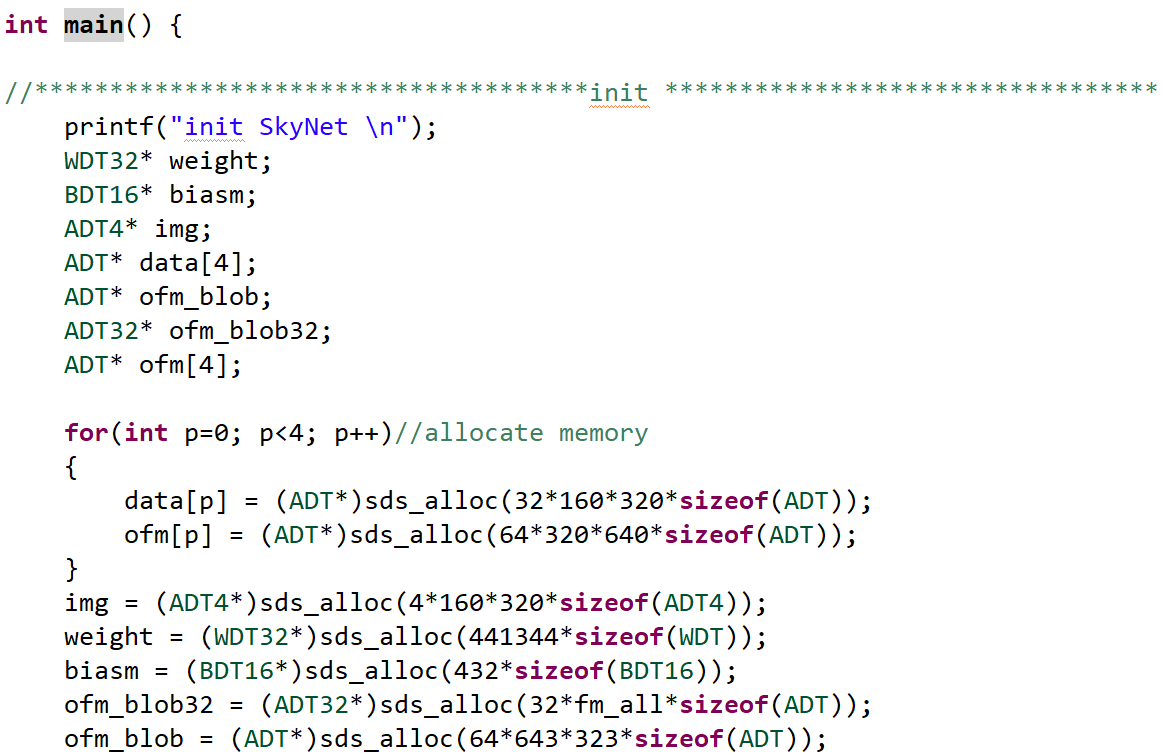 int main() {
//*************************************init *********************************
printf("init SkyNet \n");
WDT32* weight;
BDT16* biasm;
ADT4* img;
ADT* data[4];
ADT* ofm_blob;
ADT32* ofm_blob32;
ADT* ofm[4];
for(int p=0; p<4; p++)//allocate memory
{
data[p] = (ADT*)sds_alloc(32*160*320*sizeof(ADT));
ofm[p] = (ADT*)sds_alloc(64*320*640*sizeof(ADT));
}
img = (ADT4*)sds_alloc(4*160*320*sizeof(ADT4));
weight = (WDT32*)sds_alloc(441344*sizeof(WDT));
biasm = (BDT16*)sds_alloc(432*sizeof(BDT16));
ofm_blob32 = (ADT32*)sds_alloc(32*fm_all*sizeof(ADT));
ofm_blob = (ADT*)sds_alloc(64*643*323*sizeof(ADT));